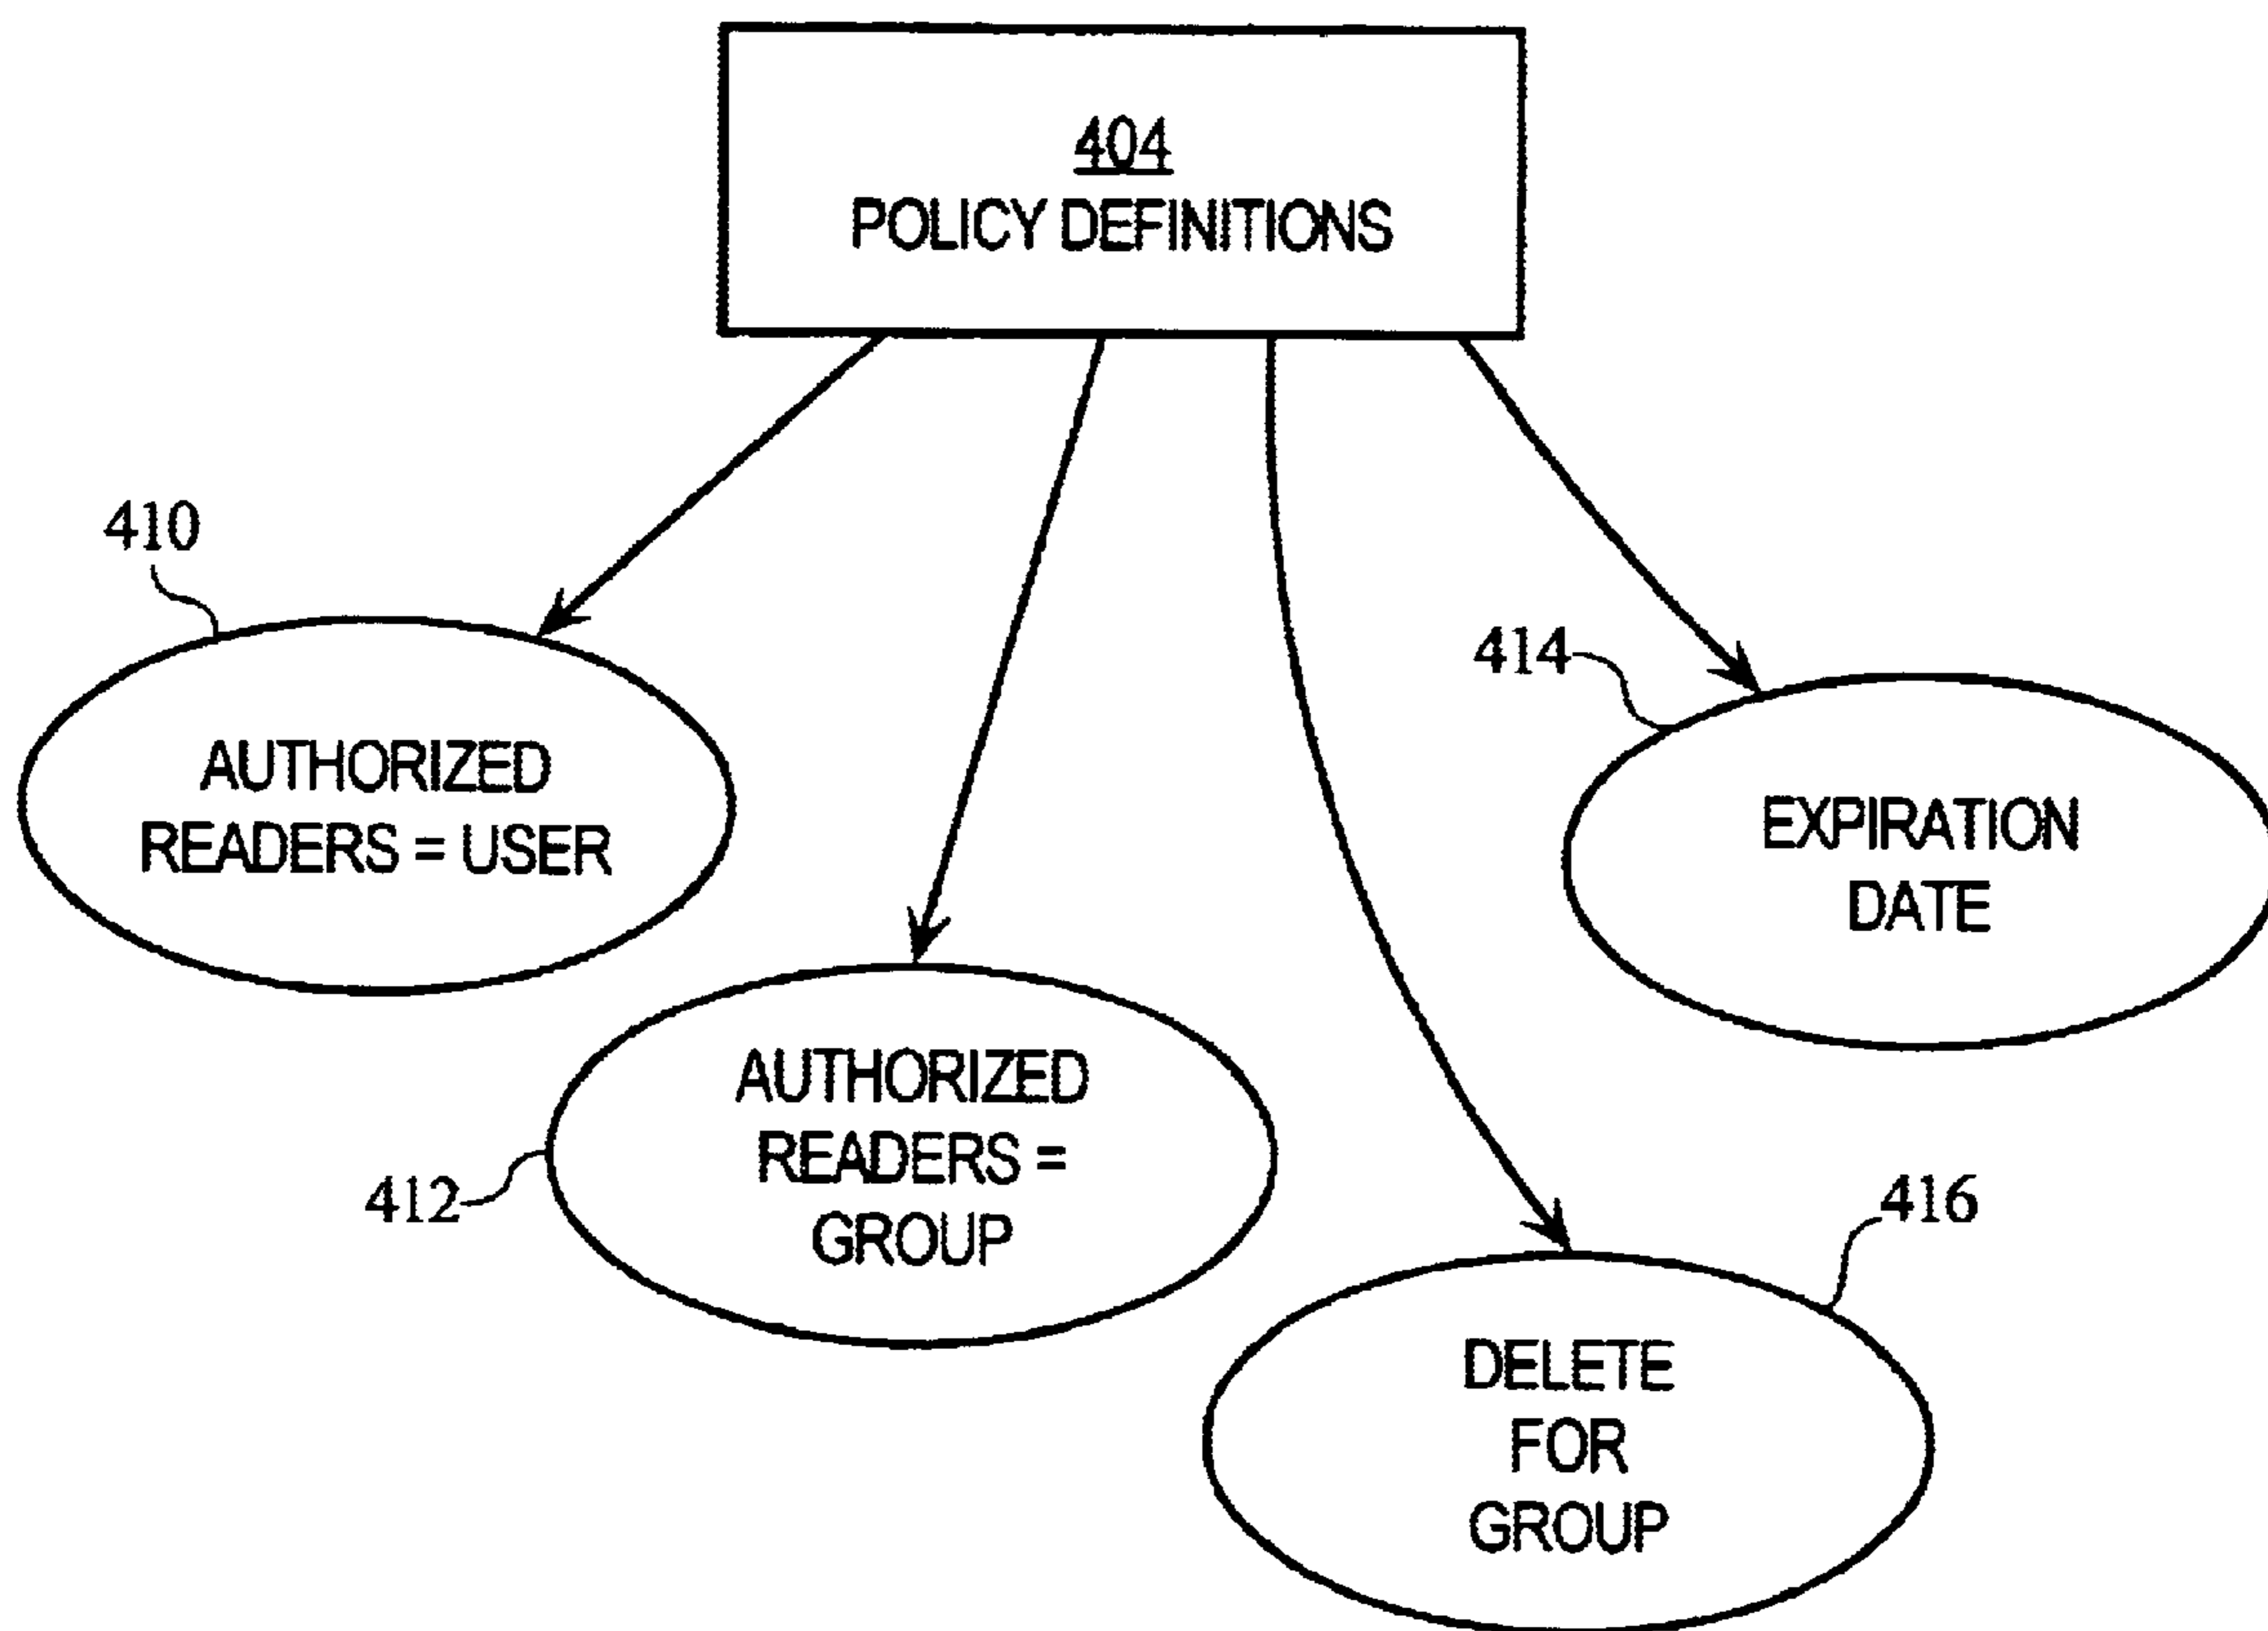 404
POLICY DEFINITIONS
410
AUTHORIZED
READERS = USER
414
EXPIRATION
DATE
412
AUTHORIZED
READERS =
GROUP
416
DELETE
FOR
GROUP